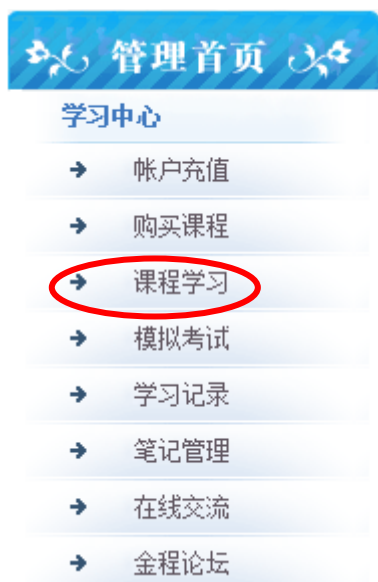 管理首页
学习中心
帐户充值
购买课程
课程学习
模拟考试
学习记录
笔记管理
在线交流
金程论坛